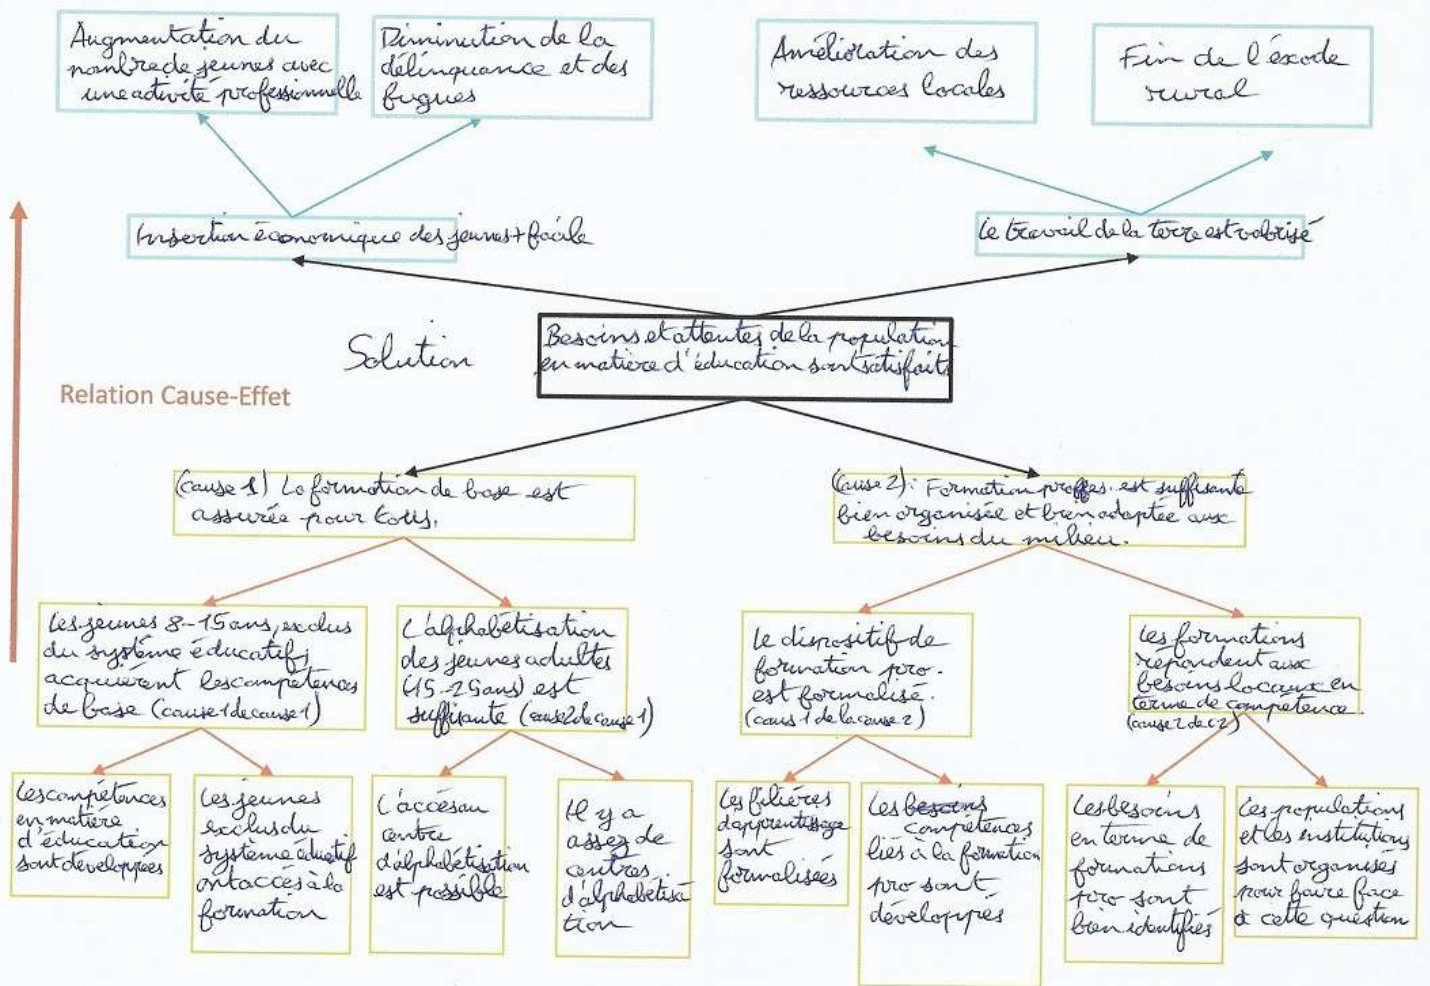 Augmentation du
nombre de jeunes avec
une activité professionnelle
Diminution de la
délinquance et des
fugues
Amélioration des
ressources locales
Fin de l'éxode
rural
Insertion économique des jeunes + facile
Le travail de la terre est valorisé
Solution
Besoins et attentes de la population
en matière d'éducation sont satisfaits
Relation Cause-Effet
(cause 1) La formation de base est
assurée pour tous.
(cause 2): Formation profes. est suffisante
bien organisée et bien adaptée aux
besoins du milieu.
Les jeunes 8-15 ans, exclus
du système éducatif,
acquièrent les compétences
de base (cause 1 de cause 1)
L'alphabétisation
des jeunes adultes
(15-25 ans) est
suffisante (cause 2 de cause 1)
Le dispositif de
formation pro.
est formalisé.
(caus 1 de la cause 2)
Les formations
répondent aux
besoins locaux en
terme de compétence.
(cause 2 de c2)
Les compétences
en matière
d'éducation
sont développées
Les jeunes
exclus du
système éducatif
ont accès à la
formation
L'accès au
centre
d'alphabétisation
est possible
Il y a
assez de
centres
d'alphabétisa
tion
Les filières
d'apprentissage
sont
formalisées
Les besoins
compétences
liés à la formation
pro sont
développés
Les besoins
en terme de
formations
pro sont
bien identifiés
Les populations
et les institutions
sont organisés
pour faire face
à cette question